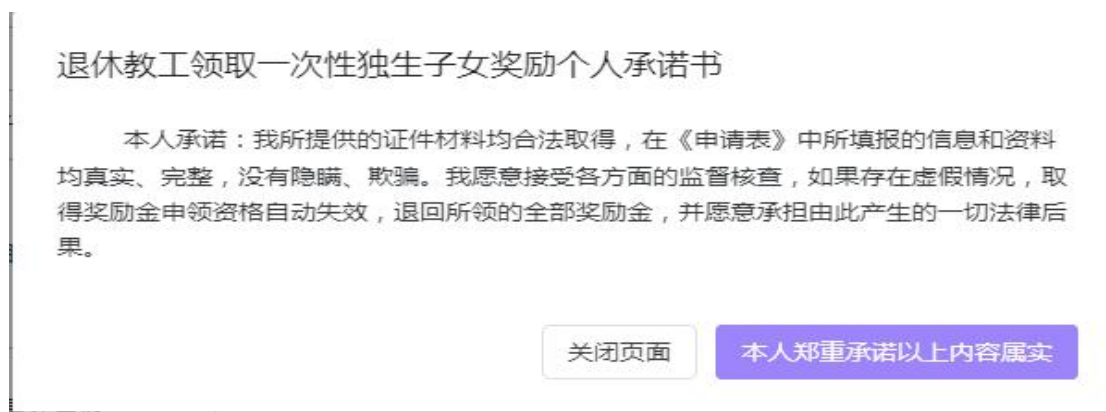 退休教工领取一次性独生子女奖励个人承诺书
本人承诺：我所提供的证件材料均合法取得，在《申请表》中所填报的信息和资料
均真实、完整，没有隐瞒、欺骗。我愿意接受各方面的监督核查，如果存在虚假情况，取
得奖励金申领资格自动失效，退回所领的全部奖励金，并愿意承担由此产生的一切法律后
果。
关闭页面 本人郑重承诺以上内容属实